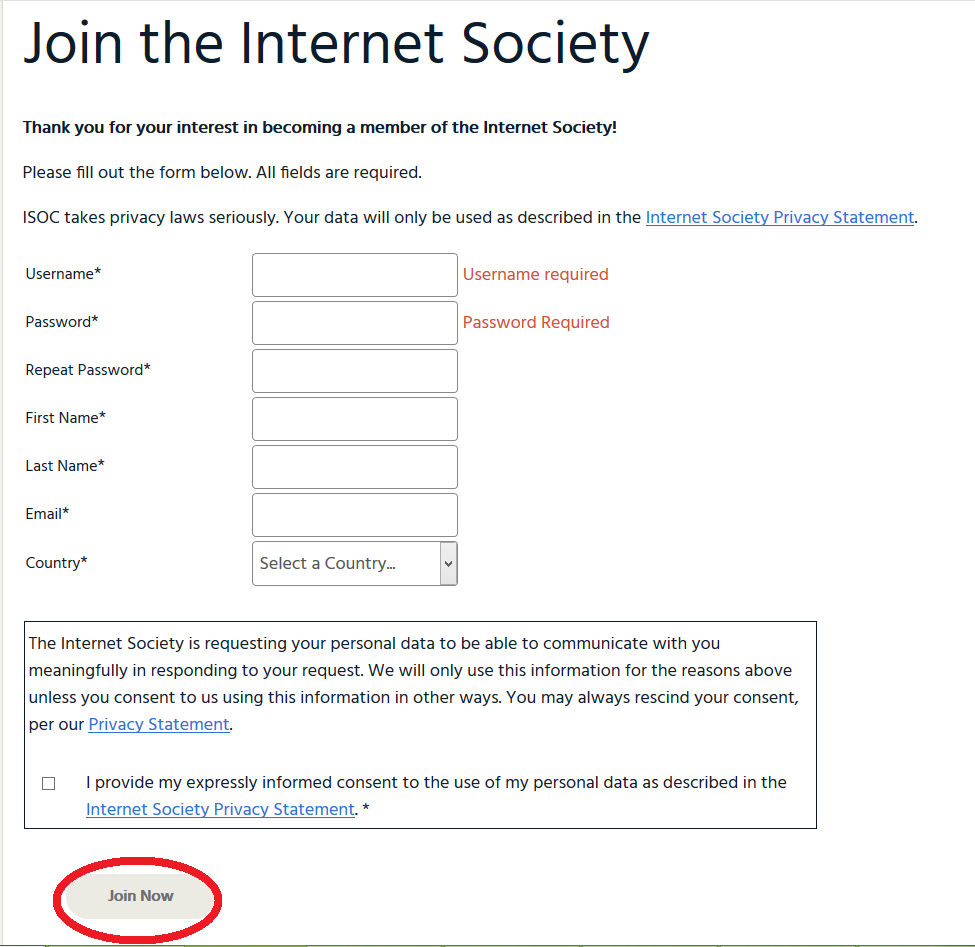 Join the Internet Society
Thank you for your interest in becoming a member of the Internet Society!
Please fill out the form below. All fields are required.
ISOC takes privacy laws seriously. Your data will only be used as described in the Internet Society Privacy Statement.
Username* Username required
Password* Password Required
Repeat Password*
First Name*
Last Name*
Email*
Country* Select a Country...
The Internet Society is requesting your personal data to be able to communicate with you
meaningfully in responding to your request. We will only use this information for the reasons above
unless you consent to us using this information in other ways. You may always rescind your consent,
per our Privacy Statement.
I provide my expressly informed consent to the use of my personal data as described in the
Internet Society Privacy Statement. *
Join Now